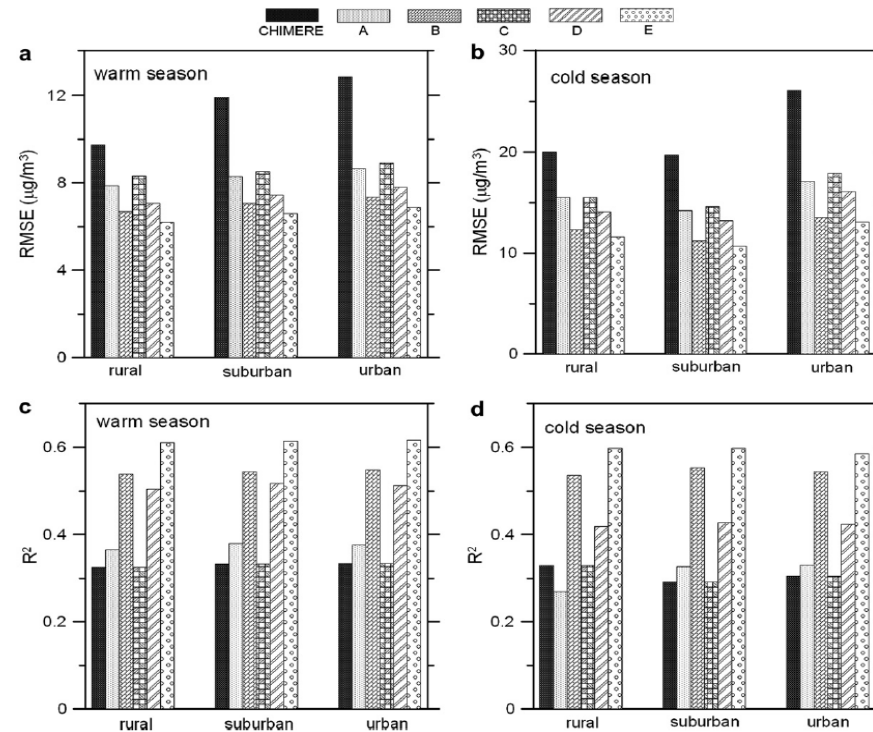 CHIMERE A B C D E
a
warm season
RMSE (μg/m³)
12
8
4
0
rural suburban urban
b
cold season
RMSE (μg/m³)
30
20
10
0
rural suburban urban
c
warm season
R²
0.6
0.4
0.2
0
rural suburban urban
d
cold season
R²
0.6
0.4
0.2
0
rural suburban urban